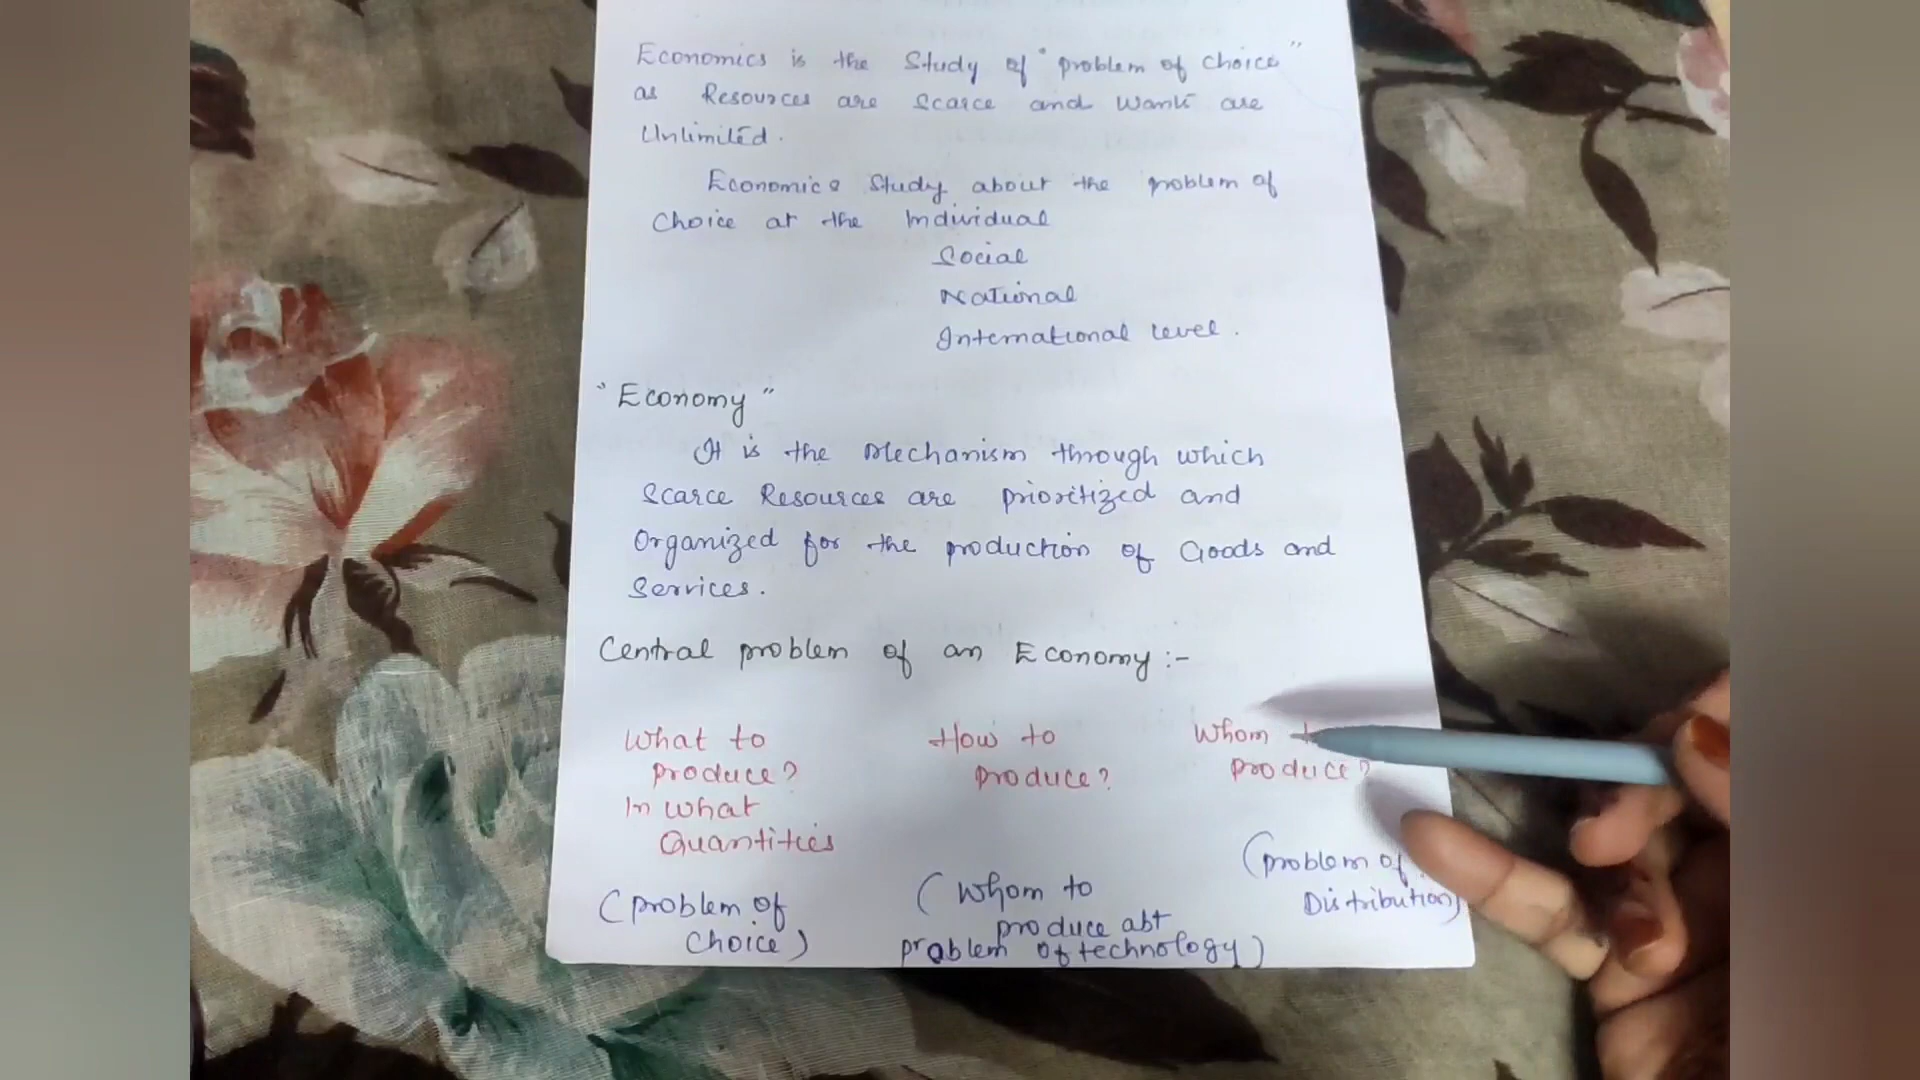 Economics is the Study of "problem of choice"
as Resources are Scarce and Wants are
Unlimited.
Economics Study about the problem of
Choice at the Individual
Social
National
International level.
"Economy"
It is the Mechanism through which
Scarce Resources are prioritized and
Organized for the production of Goods and
Services.
Central problem of an Economy :-
What to
produce?
In what
Quantities
(problem of
choice)
How to
produce?
(Whom to
produce abt
problem of technology)
Whom
produce?
(problem of
Distribution)